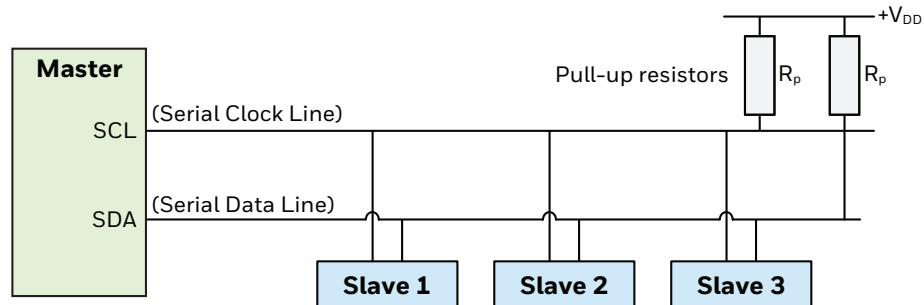 +V_DD
Master
Pull-up resistors R_p R_p
(Serial Clock Line)
SCL
(Serial Data Line)
SDA
Slave 1 Slave 2 Slave 3